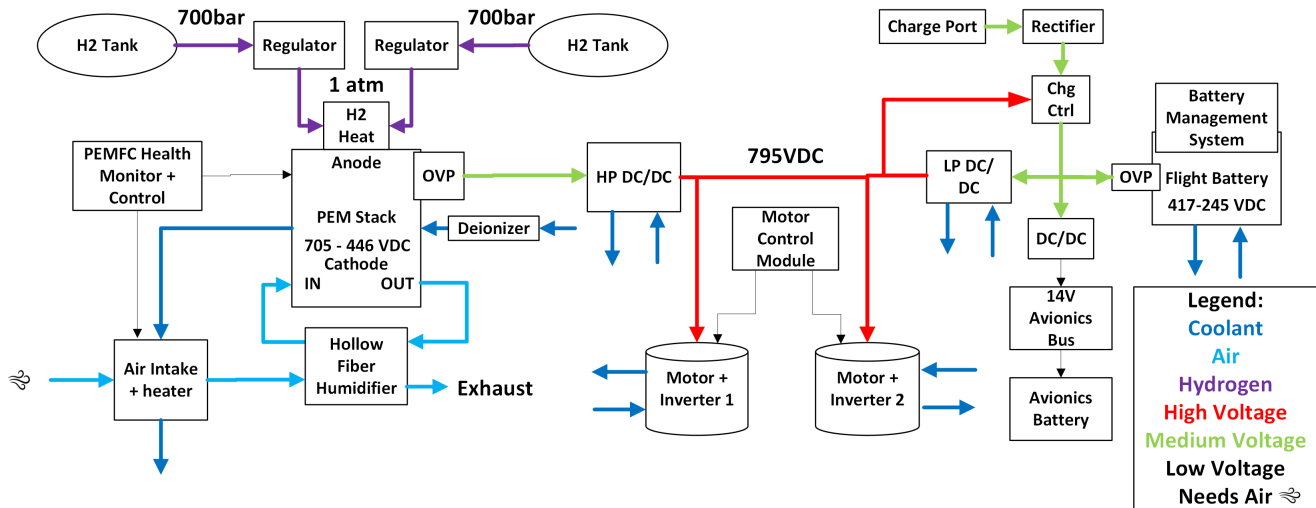 700bar
700bar
H2 Tank
Regulator
Regulator
H2 Tank
Charge Port
Rectifier
1 atm
H2
Heat
Chg
Ctrl
Battery
Management
System
PEMFC Health
Monitor +
Control
Anode
OVP
PEM Stack
705 - 446 VDC
Cathode
IN
OUT
Deionizer
HP DC/DC
795VDC
LP DC/
DC
OVP
Flight Battery
417-245 VDC
Motor
Control
Module
DC/DC
14V
Avionics
Bus
Avionics
Battery
Air Intake
+ heater
Hollow
Fiber
Humidifier
Exhaust
Motor +
Inverter 1
Motor +
Inverter 2
Legend:
Coolant
Air
Hydrogen
High Voltage
Medium Voltage
Low Voltage
Needs Air